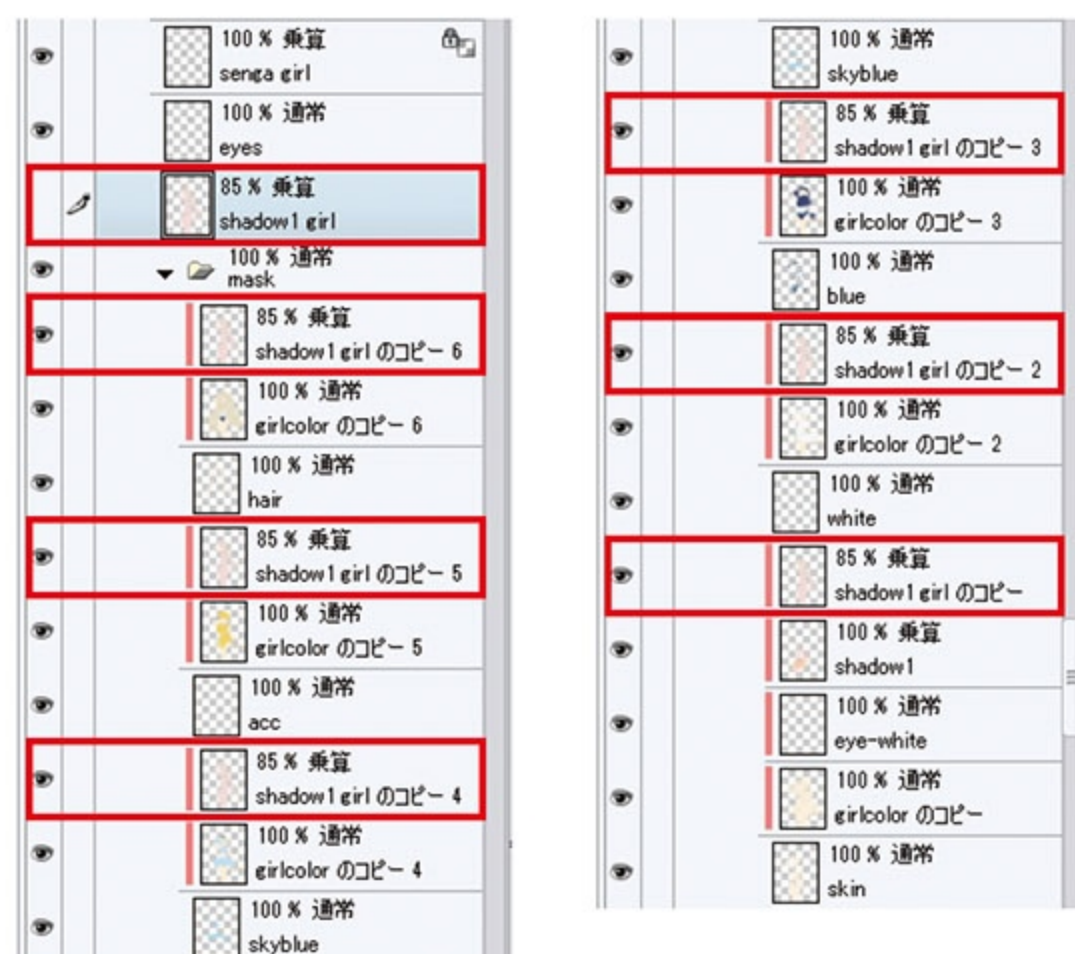 100 % 乗算
senga girl
100 % 通常
eyes
85 % 乗算
shadow1 girl
100 % 通常
mask
85 % 乗算
shadow1 girl のコピー 6
100 % 通常
girlcolor のコピー 6
100 % 通常
hair
85 % 乗算
shadow1 girl のコピー 5
100 % 通常
girlcolor のコピー 5
100 % 通常
acc
85 % 乗算
shadow1 girl のコピー 4
100 % 通常
girlcolor のコピー 4
100 % 通常
skyblue
100 % 通常
skyblue
85 % 乗算
shadow1 girl のコピー 3
100 % 通常
girlcolor のコピー 3
100 % 通常
blue
85 % 乗算
shadow1 girl のコピー 2
100 % 通常
girlcolor のコピー 2
100 % 通常
white
85 % 乗算
shadow1 girl のコピー
100 % 乗算
shadow1
100 % 通常
eye-white
100 % 通常
girlcolor のコピー
100 % 通常
skin